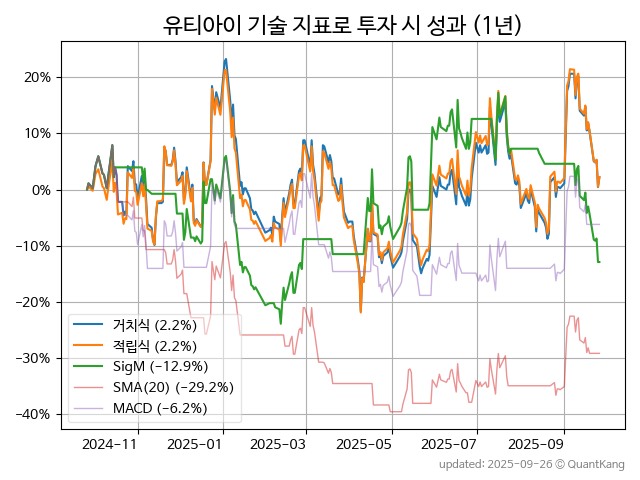 유티아이 기술 지표로 투자 시 성과 (1년)
20%
10%
0%
−10%
−20%
−30%
−40%
거치식 (2.2%)
적립식 (2.2%)
SigM (−12.9%)
SMA(20) (−29.2%)
MACD (−6.2%)
2024−11
2025−01
2025−03
2025−05
2025−07
2025−09
updated: 2025-09-26 © QuantKang